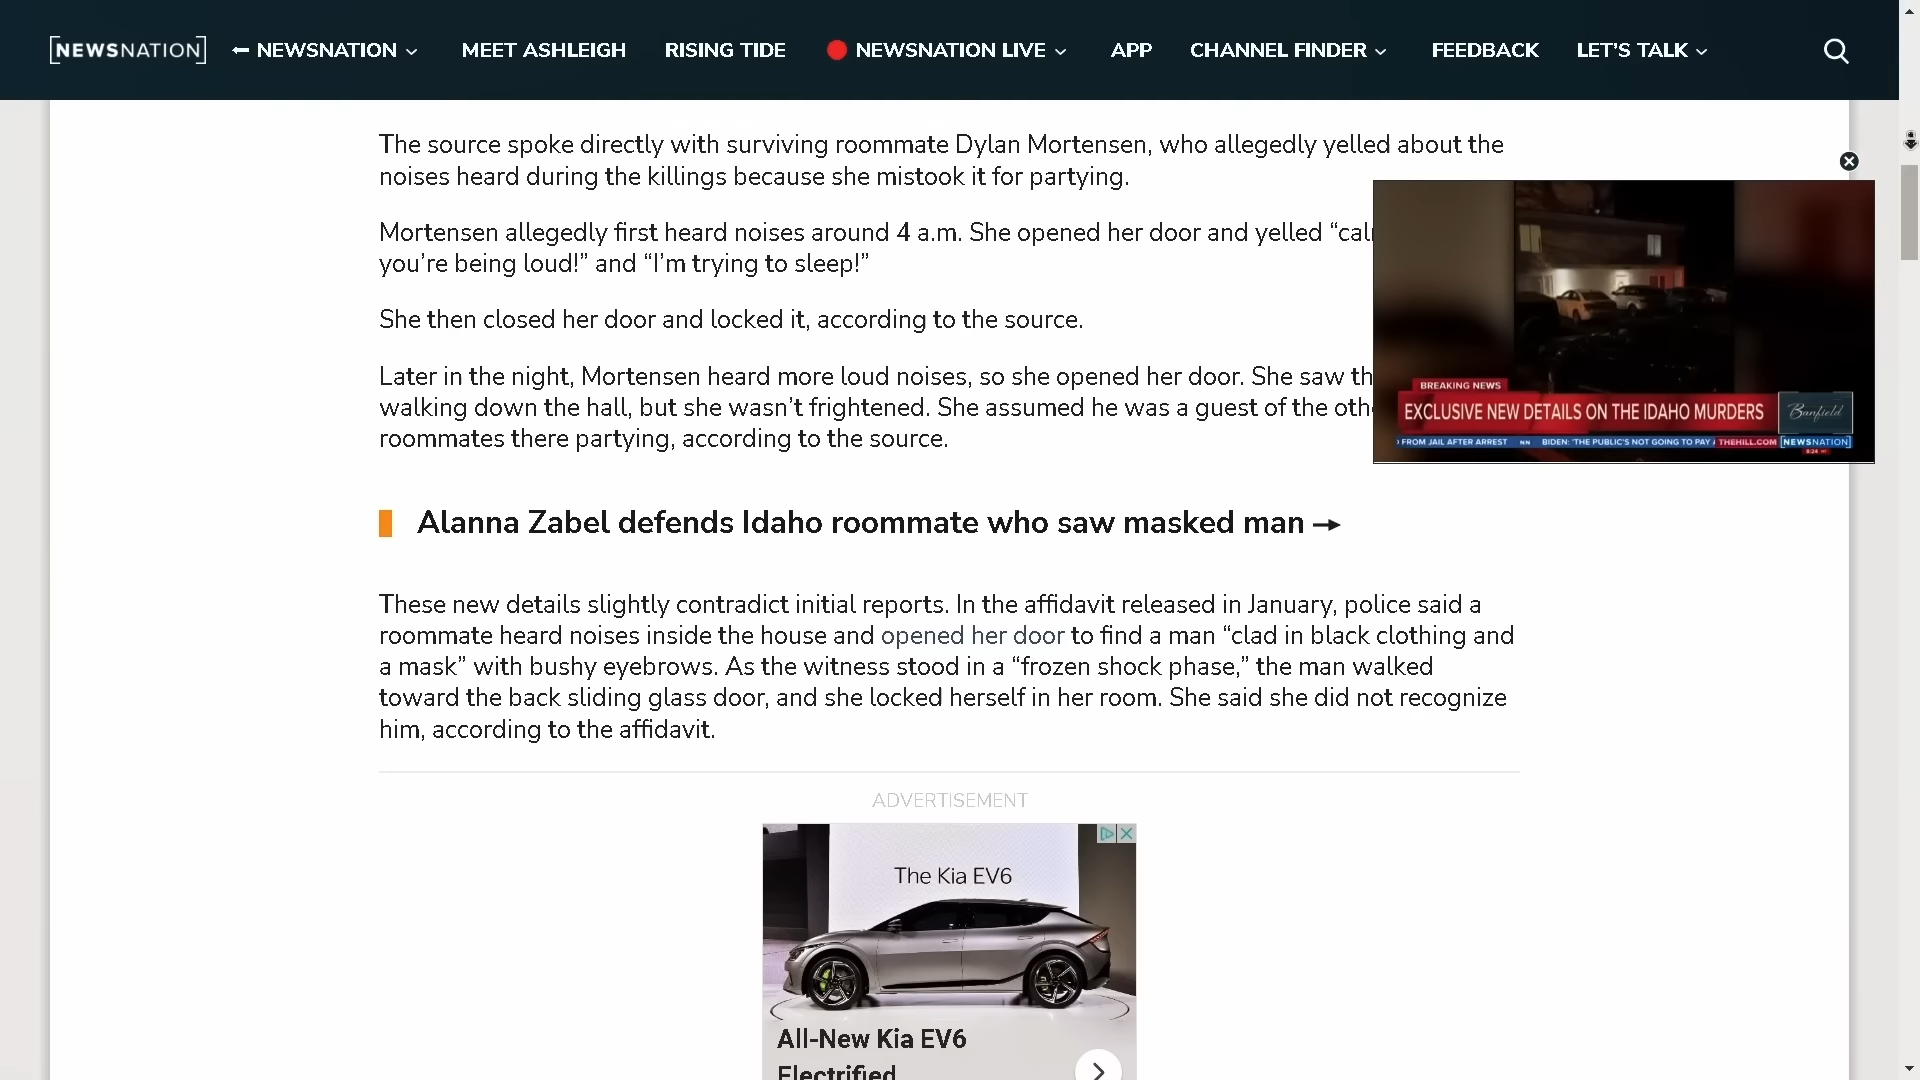 [NEWSNATION] NEWSNATION MEET ASHLEIGH RISING TIDE NEWSNATION LIVE APP CHANNEL FINDER FEEDBACK LET'S TALK
The source spoke directly with surviving roommate Dylan Mortensen, who allegedly yelled about the
noises heard during the killings because she mistook it for partying.
Mortensen allegedly first heard noises around 4 a.m. She opened her door and yelled
you’re being loud!” and “I’m trying to sleep!”
She then closed her door and locked it, according to the source.
Later in the night, Mortensen heard more loud noises, so she opened her door. She saw
walking down the hall, but she wasn’t frightened. She assumed he was a guest of the
roommates there partying, according to the source.
BREAKING NEWS
EXCLUSIVE NEW DETAILS ON THE IDAHO MURDERS Banfield
FROM JAIL AFTER ARREST NN BIDEN: 'THE PUBLIC'S NOT GOING TO PAY THEHILL.COM [NEWSNATION]
8:24
Alanna Zabel defends Idaho roommate who saw masked man →
These new details slightly contradict initial reports. In the affidavit released in January, police said a
roommate heard noises inside the house and opened her door to find a man “clad in black clothing and
a mask” with bushy eyebrows. As the witness stood in a “frozen shock phase,” the man walked
toward the back sliding glass door, and she locked herself in her room. She said she did not recognize
him, according to the affidavit.
ADVERTISEMENT
The Kia EV6
All-New Kia EV6
Electrified